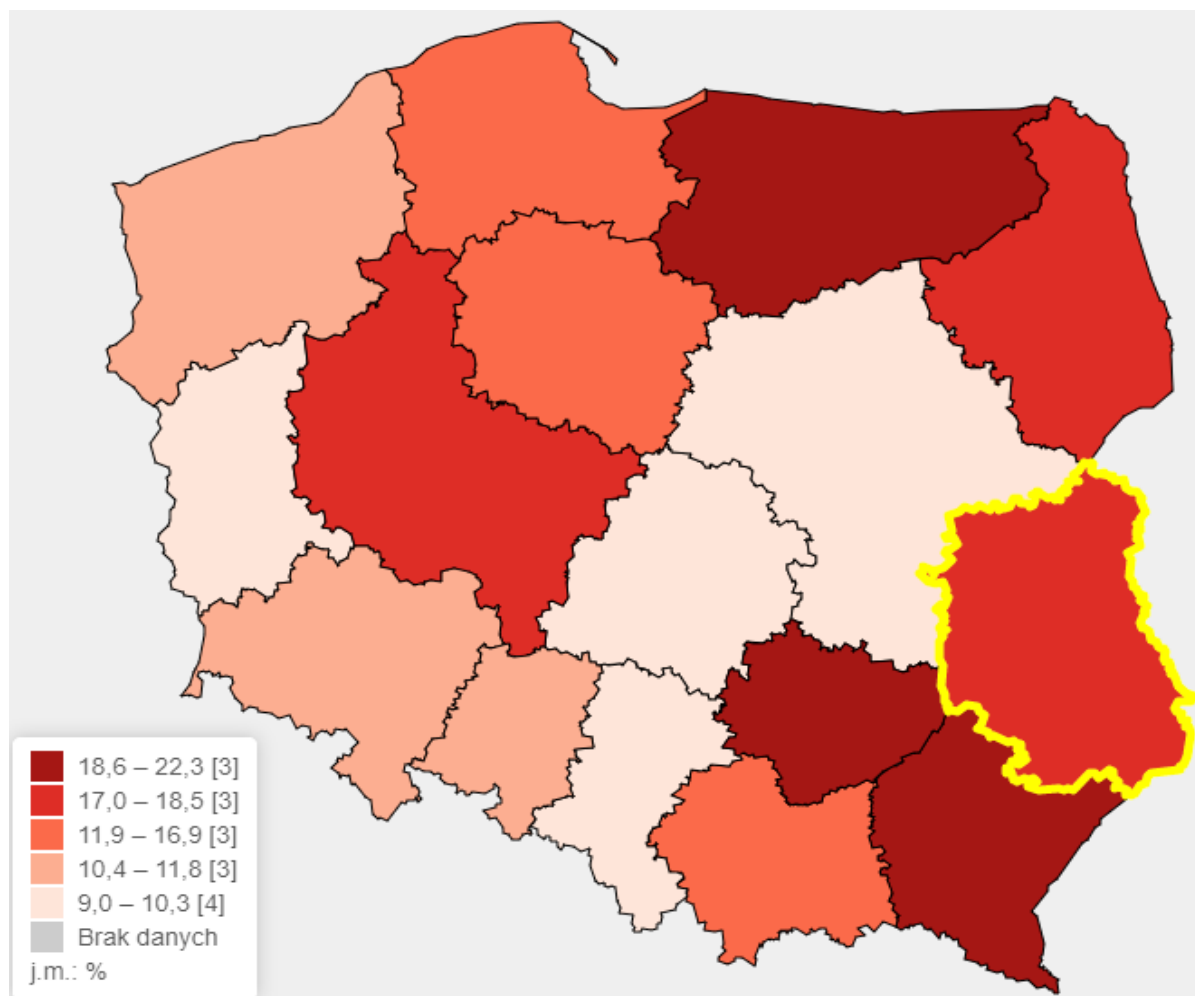 18,6 – 22,3 [3]
17,0 – 18,5 [3]
11,9 – 16,9 [3]
10,4 – 11,8 [3]
9,0 – 10,3 [4]
Brak danych
j.m.: %